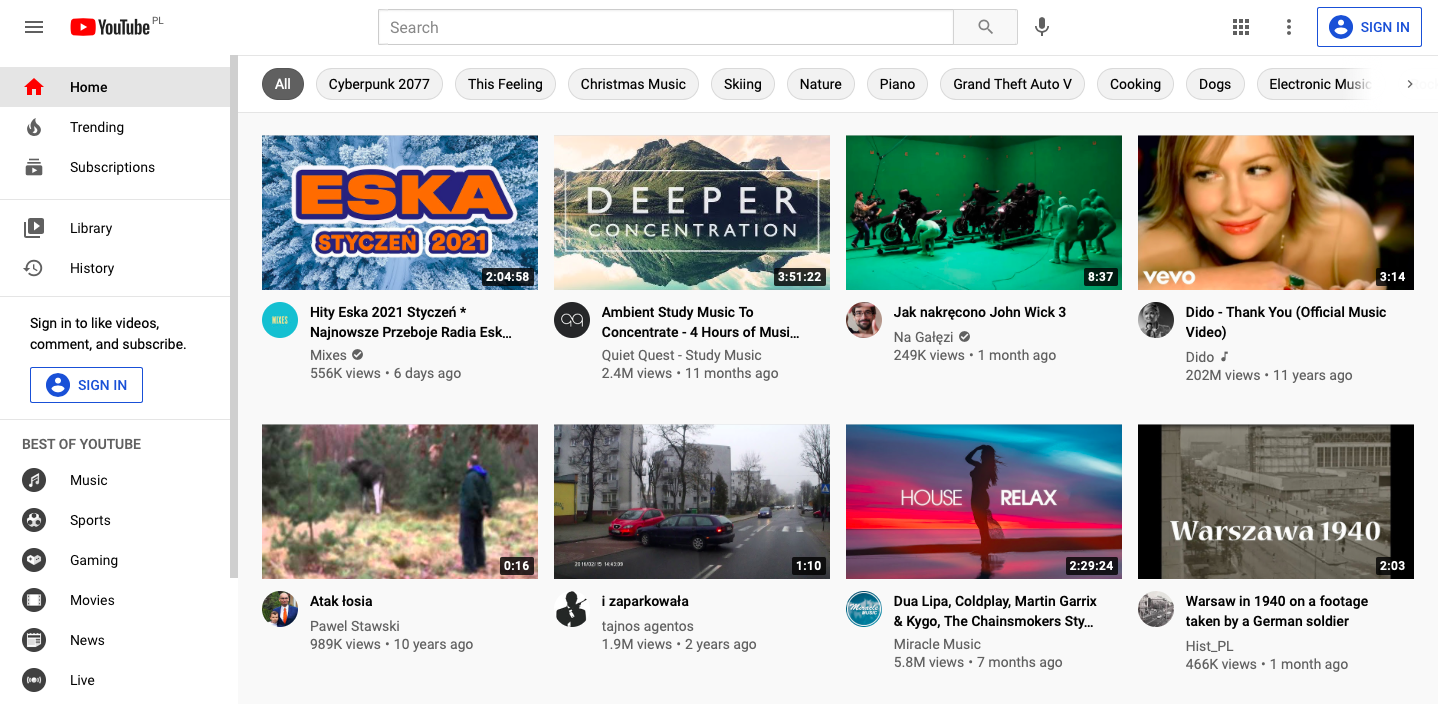 YouTube PL
Search
SIGN IN
Home
Trending
Subscriptions
Library
History
Sign in to like videos,
comment, and subscribe.
SIGN IN
BEST OF YOUTUBE
Music
Sports
Gaming
Movies
News
Live
All Cyberpunk 2077 This Feeling Christmas Music Skiing Nature Piano Grand Theft Auto V Cooking Dogs Electronic Music
ESKA
STYCZEŃ 2021
2:04:58
MIXES
Hity Eska 2021 Styczeń *
Najnowsze Przeboje Radia Esk...
Mixes
556K views • 6 days ago
DEEPER
CONCENTRATION
3:51:22
Ambient Study Music To
Concentrate - 4 Hours of Musi...
Quiet Quest - Study Music
2.4M views • 11 months ago
8:37
Jak nakręcono John Wick 3
Na Gałęzi
249K views • 1 month ago
vevo
3:14
Dido - Thank You (Official Music
Video)
Dido
202M views • 11 years ago
0:16
Atak łosia
Pawel Stawski
989K views • 10 years ago
1:10
i zaparkowała
tajnos agentos
1.9M views • 2 years ago
HOUSE RELAX
2:29:24
Miracle
MUSIC
Dua Lipa, Coldplay, Martin Garrix
& Kygo, The Chainsmokers Sty...
Miracle Music
5.8M views • 7 months ago
Warszawa 1940
2:03
Warsaw in 1940 on a footage
taken by a German soldier
Hist_PL
466K views • 1 month ago